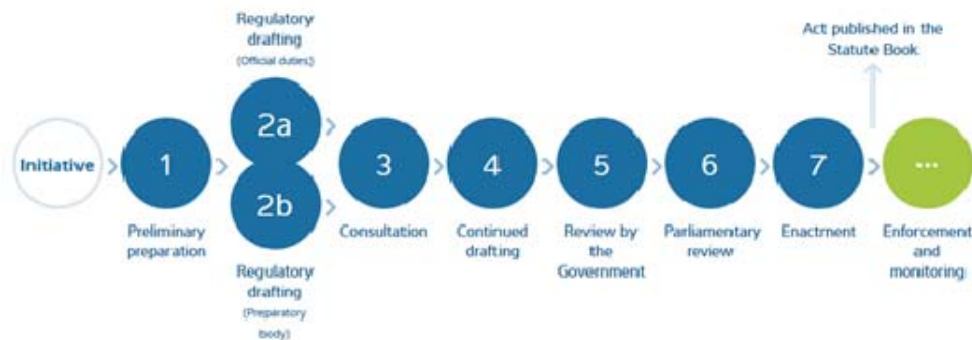 Regulatory
drafting
(Official duties)
Act published in the
Statute Book
Initiative
1
2a
2b
3
4
5
6
7
...
Preliminary
preparation
Regulatory
drafting
(Preparatory
body)
Consultation
Continued
drafting
Review by
the
Government
Parliamentary
review
Enactment
Enforcement
and
monitoring